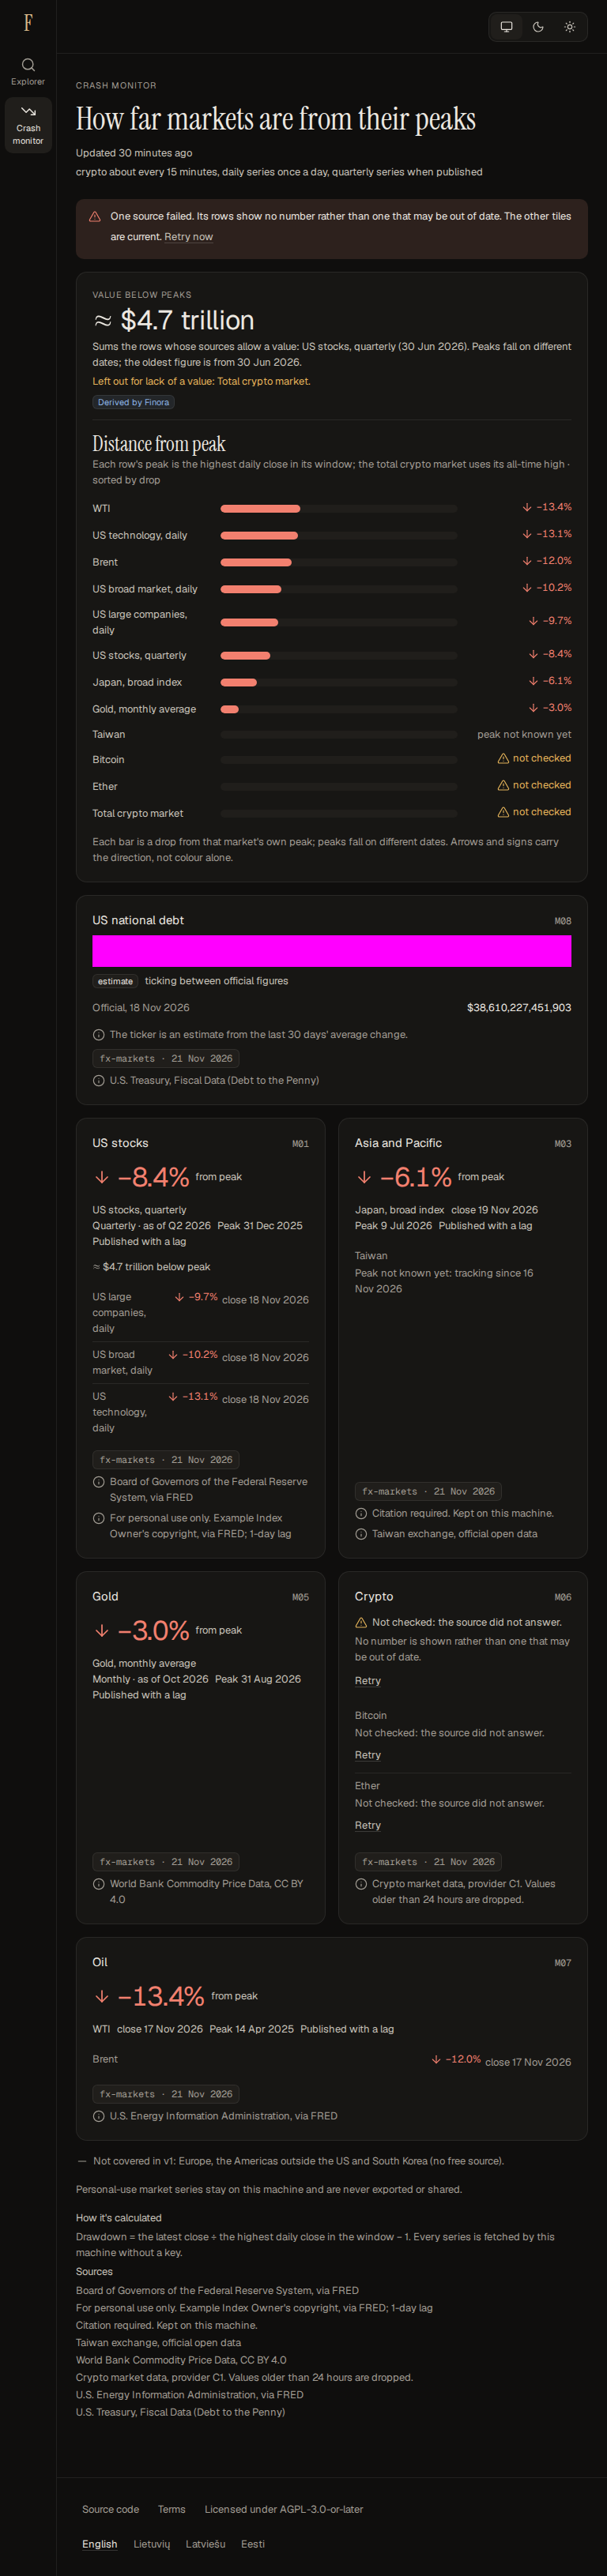 F
Explorer
Crash
monitor
CRASH MONITOR
How far markets are from their peaks
Updated 30 minutes ago
crypto about every 15 minutes, daily series once a day, quarterly series when published
One source failed. Its rows show no number rather than one that may be out of date. The other tiles
are current. Retry now
VALUE BELOW PEAKS
≈ $4.7 trillion
Sums the rows whose sources allow a value: US stocks, quarterly (30 Jun 2026). Peaks fall on different
dates; the oldest figure is from 30 Jun 2026.
Left out for lack of a value: Total crypto market.
Derived by Finora
Distance from peak
Each row's peak is the highest daily close in its window; the total crypto market uses its all-time high ·
sorted by drop
WTI ↓ −13.4%
US technology, daily ↓ −13.1%
Brent ↓ −12.0%
US broad market, daily ↓ −10.2%
US large companies,
daily ↓ −9.7%
US stocks, quarterly ↓ −8.4%
Japan, broad index ↓ −6.1%
Gold, monthly average ↓ −3.0%
Taiwan peak not known yet
Bitcoin not checked
Ether not checked
Total crypto market not checked
Each bar is a drop from that market's own peak; peaks fall on different dates. Arrows and signs carry
the direction, not colour alone.
US national debt M08
estimate ticking between official figures
Official, 18 Nov 2026 $38,610,227,451,903
The ticker is an estimate from the last 30 days' average change.
fx-markets · 21 Nov 2026
U.S. Treasury, Fiscal Data (Debt to the Penny)
US stocks M01
↓ −8.4% from peak
US stocks, quarterly
Quarterly · as of Q2 2026 Peak 31 Dec 2025
Published with a lag
≈ $4.7 trillion below peak
US large
companies,
daily ↓ −9.7% close 18 Nov 2026
US broad
market, daily ↓ −10.2% close 18 Nov 2026
US
technology,
daily ↓ −13.1% close 18 Nov 2026
fx-markets · 21 Nov 2026
Board of Governors of the Federal Reserve
System, via FRED
For personal use only. Example Index
Owner's copyright, via FRED; 1-day lag
Asia and Pacific M03
↓ −6.1% from peak
Japan, broad index close 19 Nov 2026
Peak 9 Jul 2026 Published with a lag
Taiwan
Peak not known yet: tracking since 16
Nov 2026
fx-markets · 21 Nov 2026
Citation required. Kept on this machine.
Taiwan exchange, official open data
Gold M05
↓ −3.0% from peak
Gold, monthly average
Monthly · as of Oct 2026 Peak 31 Aug 2026
Published with a lag
fx-markets · 21 Nov 2026
World Bank Commodity Price Data, CC BY
4.0
Crypto M06
Not checked: the source did not answer.
No number is shown rather than one that may
be out of date.
Retry
Bitcoin
Not checked: the source did not answer.
Retry
Ether
Not checked: the source did not answer.
Retry
fx-markets · 21 Nov 2026
Crypto market data, provider C1. Values
older than 24 hours are dropped.
Oil M07
↓ −13.4% from peak
WTI close 17 Nov 2026 Peak 14 Apr 2025 Published with a lag
Brent ↓ −12.0% close 17 Nov 2026
fx-markets · 21 Nov 2026
U.S. Energy Information Administration, via FRED
— Not covered in v1: Europe, the Americas outside the US and South Korea (no free source).
Personal-use market series stay on this machine and are never exported or shared.
How it's calculated
Drawdown = the latest close ÷ the highest daily close in the window − 1. Every series is fetched by this
machine without a key.
Sources
Board of Governors of the Federal Reserve System, via FRED
For personal use only. Example Index Owner's copyright, via FRED; 1-day lag
Citation required. Kept on this machine.
Taiwan exchange, official open data
World Bank Commodity Price Data, CC BY 4.0
Crypto market data, provider C1. Values older than 24 hours are dropped.
U.S. Energy Information Administration, via FRED
U.S. Treasury, Fiscal Data (Debt to the Penny)
Source code Terms Licensed under AGPL-3.0-or-later
English Lietuvių Latviešu Eesti